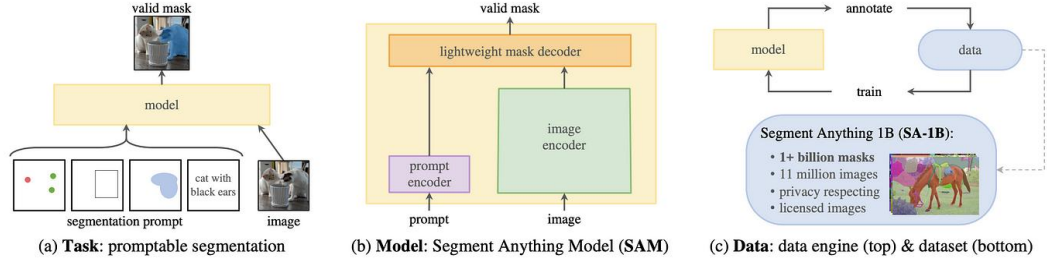 valid mask
model
cat with
black ears
segmentation prompt
image
(a) Task: promptable segmentation
valid mask
lightweight mask decoder
image
encoder
prompt
encoder
prompt
image
(b) Model: Segment Anything Model (SAM)
annotate
model
data
train
Segment Anything 1B (SA-1B):
• 1+ billion masks
• 11 million images
• privacy respecting
• licensed images
(c) Data: data engine (top) & dataset (bottom)